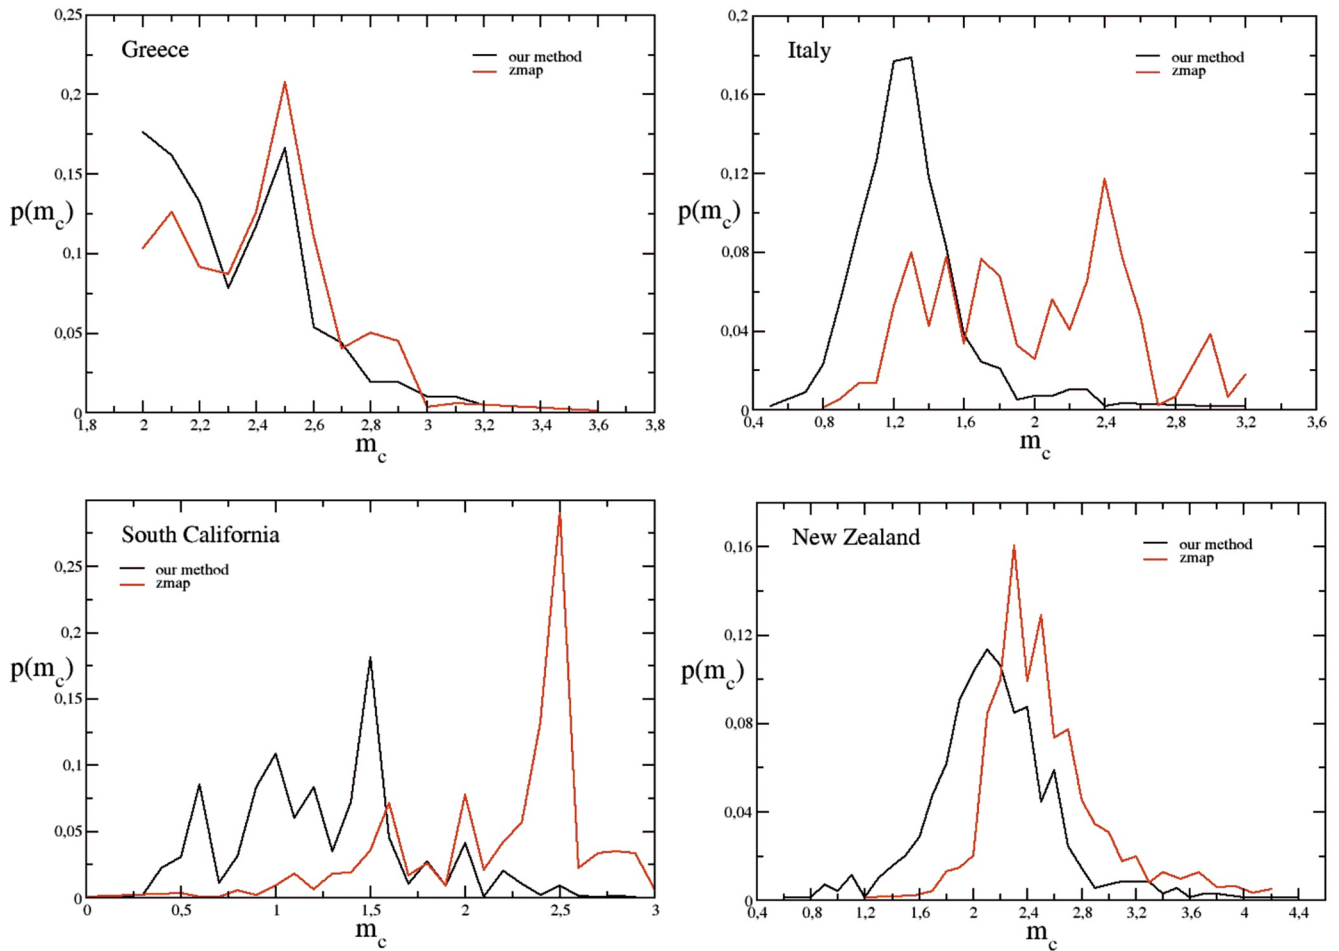 0,25
Greece
our method
zmap
0,2
0,15
p(m_c)
0,1
0,05
0
1,8 2 2,2 2,4 2,6 2,8 3 3,2 3,4 3,6 3,8
m_c
0,2
Italy
our method
zmap
0,16
0,12
p(m_c)
0,08
0,04
0
0,4 0,8 1,2 1,6 2 2,4 2,8 3,2 3,6
m_c
South California
our method
zmap
0,25
0,2
p(m_c)
0,15
0,1
0,05
0
0 0,5 1 1,5 2 2,5 3
m_c
New Zealand
our method
zmap
0,16
0,12
p(m_c)
0,08
0,04
0
0,4 0,8 1,2 1,6 2 2,4 2,8 3,2 3,6 4 4,4
m_c